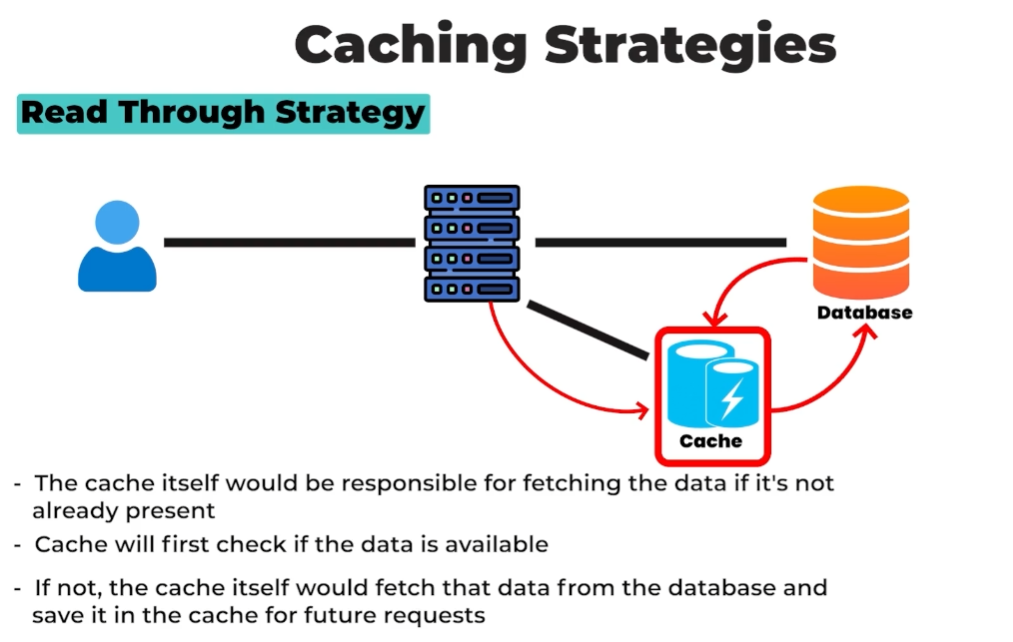 Caching Strategies
Read Through Strategy
Database
Cache
- The cache itself would be responsible for fetching the data if it's not
already present
- Cache will first check if the data is available
- If not, the cache itself would fetch that data from the database and
save it in the cache for future requests